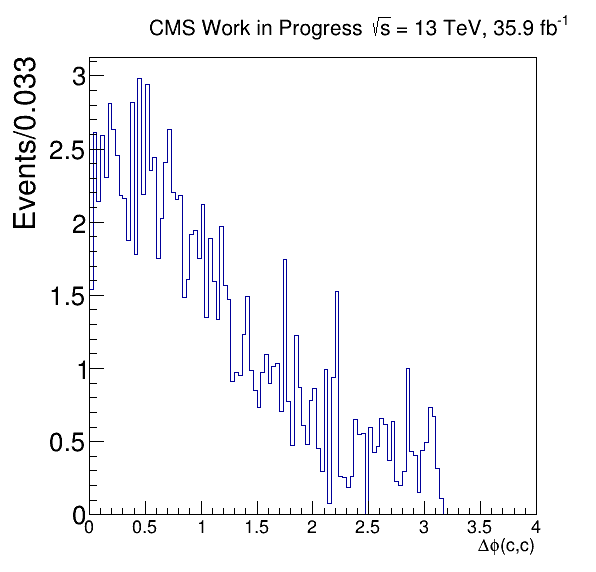 CMS Work in Progress √s = 13 TeV, 35.9 fb⁻¹
Events/0.033
3
2.5
2
1.5
1
0.5
0
0 0.5 1 1.5 2 2.5 3 3.5 4
Δϕ(c,c)